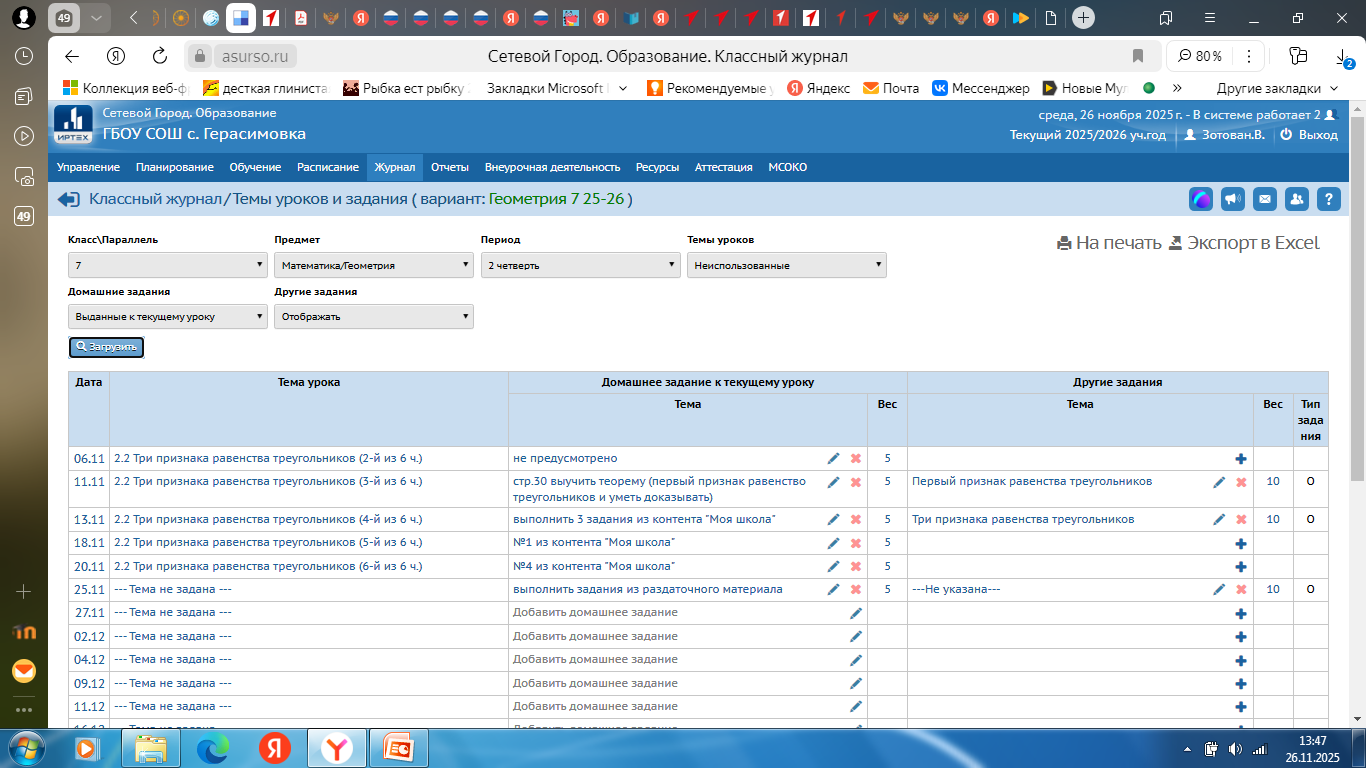 49
asurso.ru
Сетевой Город. Образование. Классный журнал
80 %
2
Коллекция веб-ф
десткая глиниста
Рыбка ест рыбку
Закладки Microsoft
Рекомендуемые
Яндекс
Почта
Мессенджер
Новые Мул
»
Другие закладки
ИРТЕХ
Сетевой Город. Образование
ГБОУ СОШ с. Герасимовка
среда, 26 ноября 2025 г. - В системе работает 2
Текущий 2025/2026 уч.год
Зотован.В.
Выход
Управление Планирование Обучение Расписание Журнал Отчеты Внеурочная деятельность Ресурсы Аттестация МСОКО
49
Классный журнал/Темы уроков и задания ( вариант: Геометрия 7 25-26 )
?
Класс\Параллель Предмет Период Темы уроков
На печать Экспорт в Excel
7 Математика/Геометрия 2 четверть Неиспользованные
Домашние задания Другие задания
Выданные к текущему уроку Отображать
Загрузить
Дата Тема урока Домашнее задание к текущему уроку Другие задания
Тема Вес Тема Вес Тип зада ния
06.11 2.2 Три признака равенства треугольников (2-й из 6 ч.) не предусмотрено 5
11.11 2.2 Три признака равенства треугольников (3-й из 6 ч.) стр.30 выучить теорему (первый признак равенство треугольников и уметь доказывать) 5 Первый признак равенства треугольников 10 О
13.11 2.2 Три признака равенства треугольников (4-й из 6 ч.) выполнить 3 задания из контента "Моя школа" 5 Три признака равенства треугольников 10 О
18.11 2.2 Три признака равенства треугольников (5-й из 6 ч.) №1 из контента "Моя школа" 5
20.11 2.2 Три признака равенства треугольников (6-й из 6 ч.) №4 из контента "Моя школа" 5
25.11 --- Тема не задана --- выполнить задания из раздаточного материала 5 ---Не указана--- 10 О
27.11 --- Тема не задана --- Добавить домашнее задание
02.12 --- Тема не задана --- Добавить домашнее задание
04.12 --- Тема не задана --- Добавить домашнее задание
09.12 --- Тема не задана --- Добавить домашнее задание
11.12 --- Тема не задана --- Добавить домашнее задание
13:47
26.11.2025